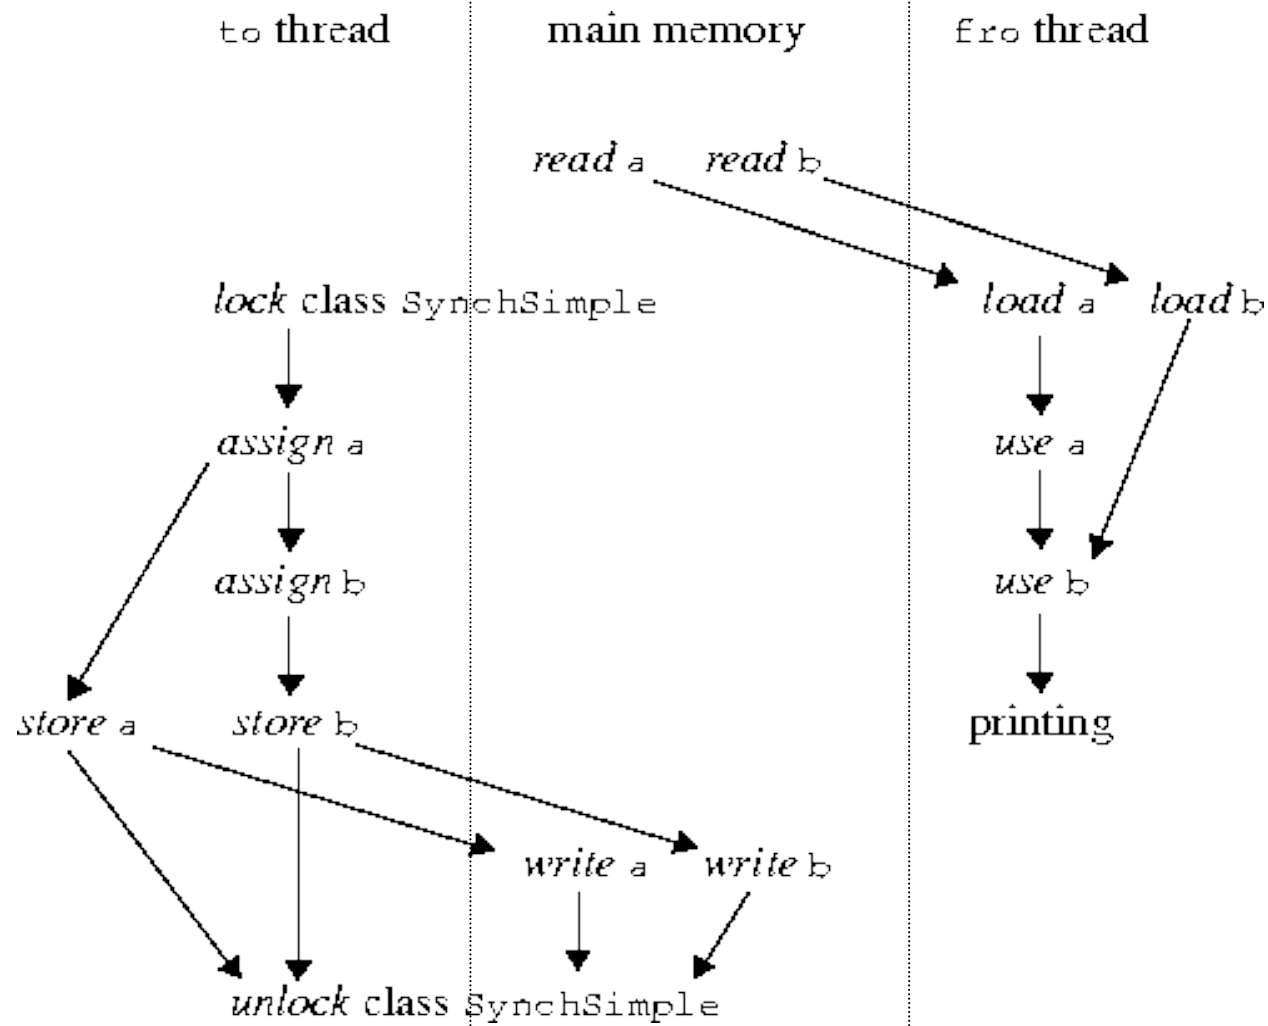 to thread main memory fro thread
read a read b
lock class SynchSimple load a load b
assign a use a
assign b use b
store a store b printing
write a write b
unlock class SynchSimple